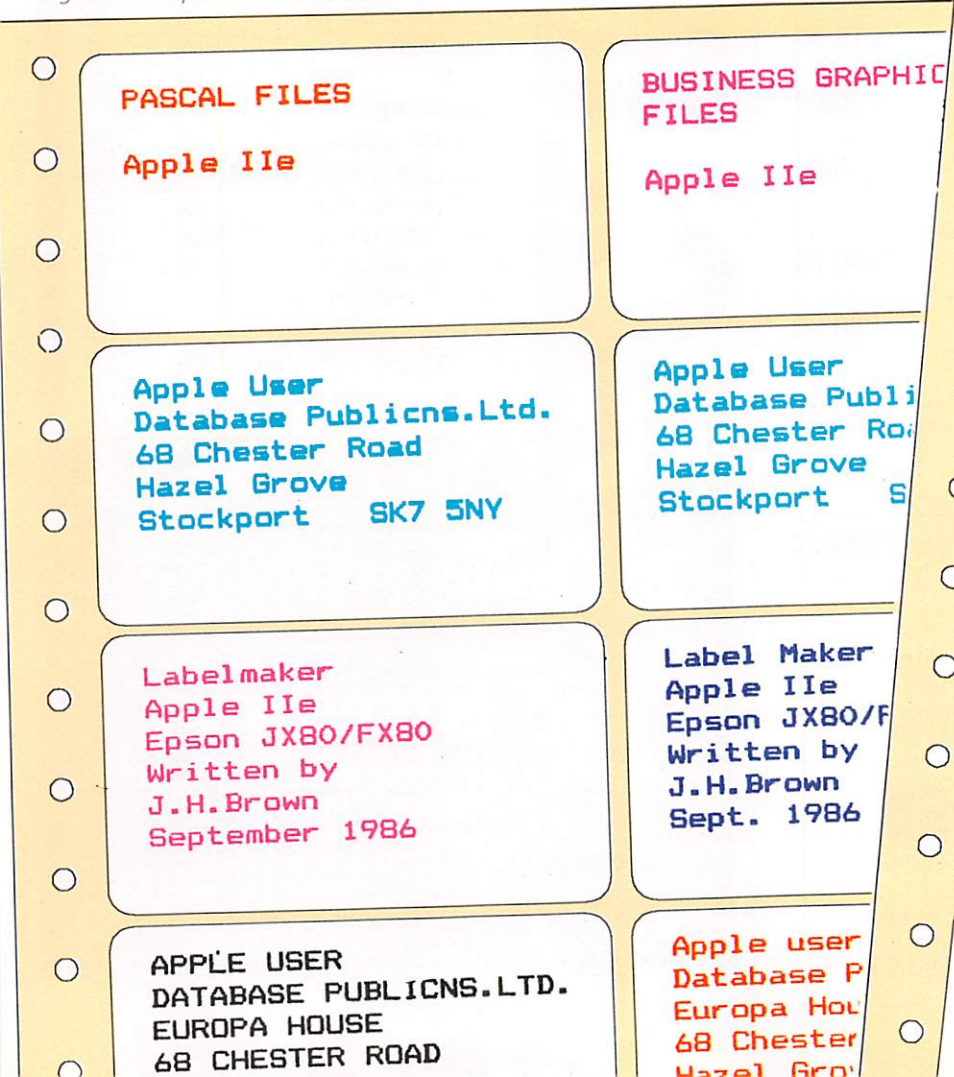 PASCAL FILES
Apple IIe
BUSINESS GRAPHIC
FILES
Apple IIe
Apple User
Database Publicns.Ltd.
68 Chester Road
Hazel Grove
Stockport SK7 5NY
Apple User
Database Publi
68 Chester Roa
Hazel Grove
Stockport S
Labelmaker
Apple IIe
Epson JX80/FX80
Written by
J.H.Brown
September 1986
Label Maker
Apple IIe
Epson JX80/F
Written by
J.H.Brown
Sept. 1986
APPLE USER
DATABASE PUBLICNS.LTD.
EUROPA HOUSE
68 CHESTER ROAD
Apple user
Database P
Europa Hou
68 Chester
Hazel Gro